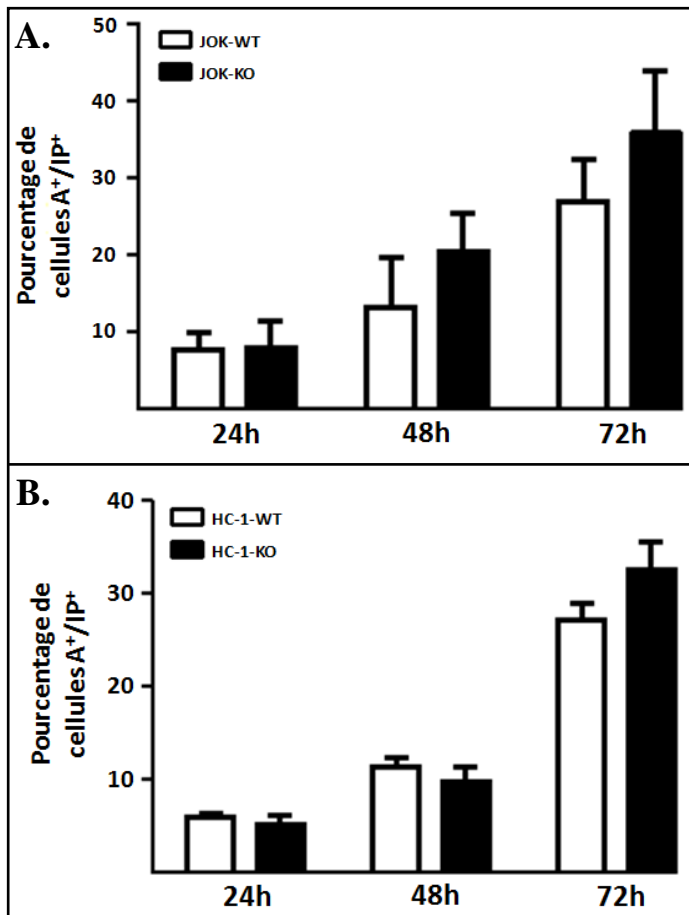 A.
50
40
30
20
10
Pourcentage de
cellules A⁺/IP⁺
JOK-WT
JOK-KO
24h 48h 72h
B.
40
30
20
10
Pourcentage de
cellules A⁺/IP⁺
HC-1-WT
HC-1-KO
24h 48h 72h